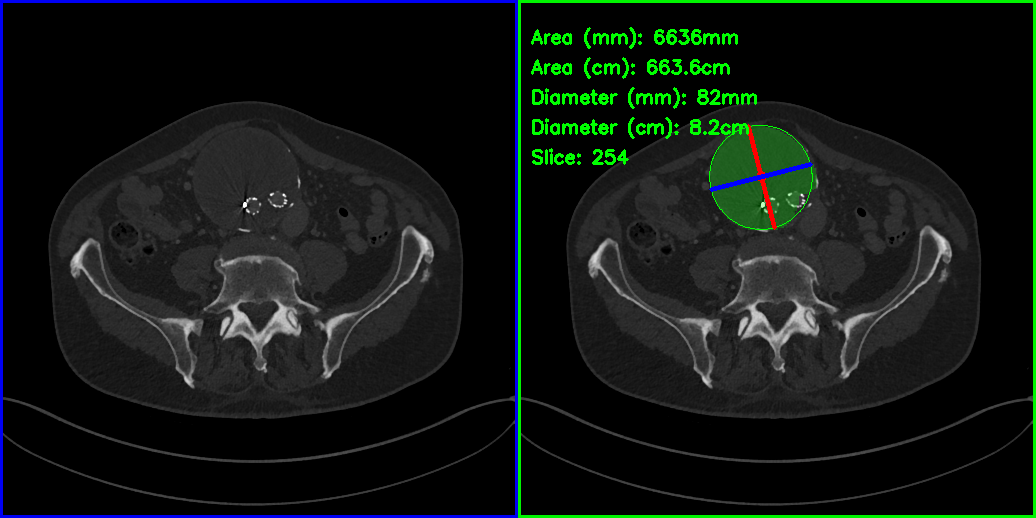 Area (mm): 6636mm
Area (cm): 663.6cm
Diameter (mm): 82mm
Diameter (cm): 8.2cm
Slice: 254